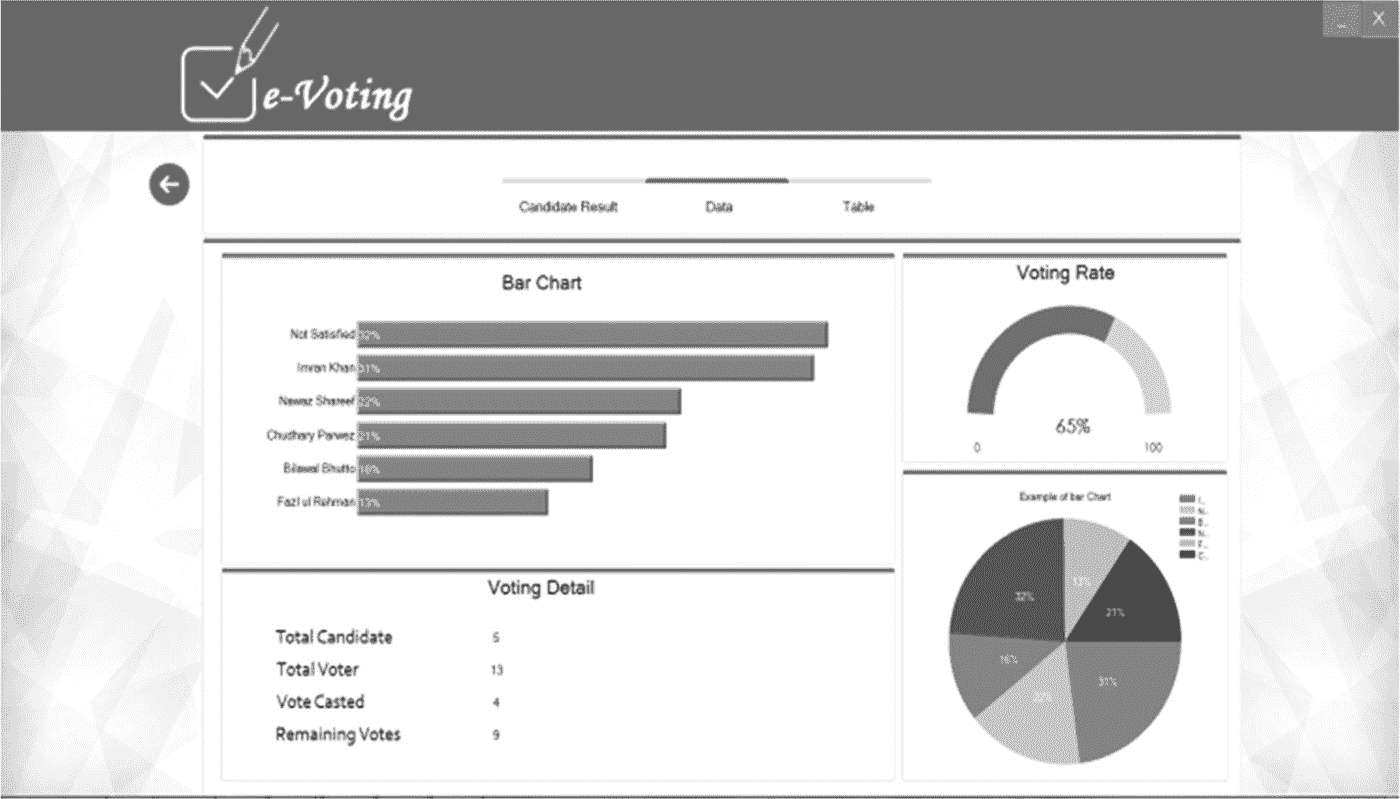 _ X
e-Voting
Candidate Result Data Table
Bar Chart
Not Satisfied 32%
Imran Khan 31%
Nawaz Shareef 22%
Chudhary Parwez 21%
Bilawal Bhutto 16%
Fazl ul Rehman 13%
Voting Rate
65%
0 100
Example of bar Chart
I...
N...
B...
N...
F...
C...
13%
32% 21%
16%
31%
22%
Voting Detail
Total Candidate 5
Total Voter 13
Vote Casted 4
Remaining Votes 9